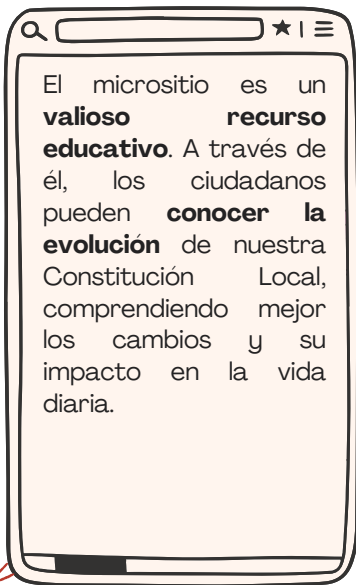 El micrositio es un
valioso recurso
educativo. A través de
él, los ciudadanos
pueden conocer la
evolución de nuestra
Constitución Local,
comprendiendo mejor
los cambios y su
impacto en la vida
diaria.